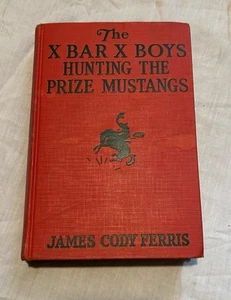 The
X BAR X BOYS
HUNTING THE
PRIZE MUSTANGS
JAMES CODY FERRIS